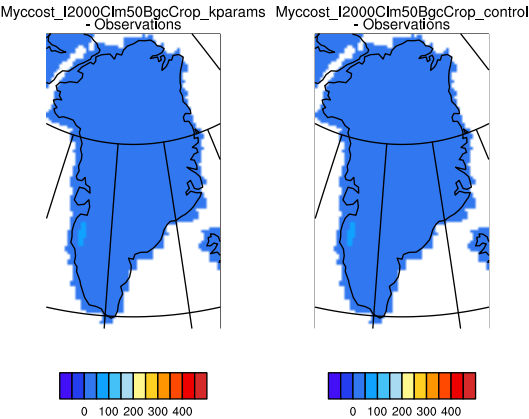 Myccost_I2000Clm50BgcCrop_kparams
- Observations
Myccost_I2000Clm50BgcCrop_control
- Observations
0 100 200 300 400
0 100 200 300 400